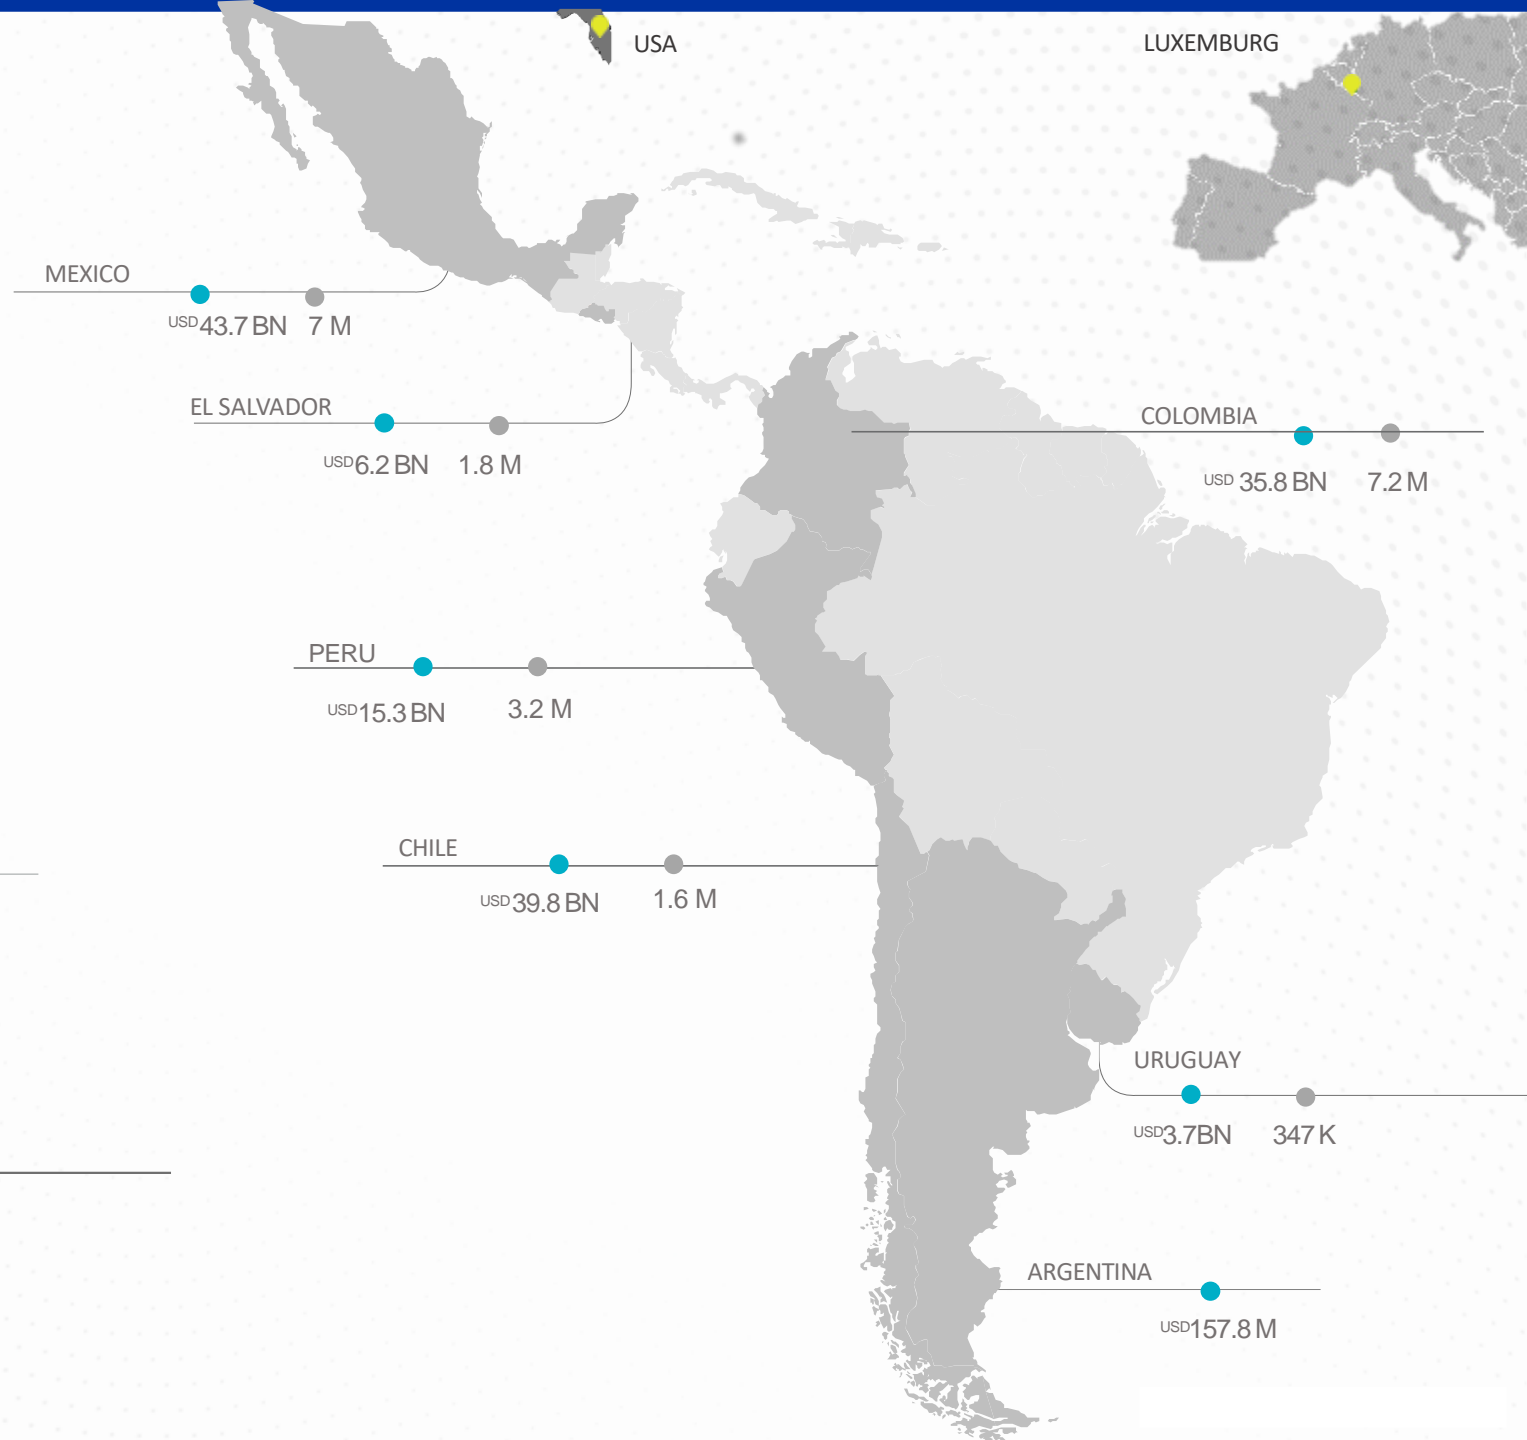 USA
LUXEMBURG
MEXICO
USD43.7 BN 7 M
EL SALVADOR
USD6.2 BN 1.8 M
COLOMBIA
USD 35.8 BN 7.2 M
PERU
USD15.3 BN 3.2 M
CHILE
USD39.8 BN 1.6 M
URUGUAY
USD3.7BN 347 K
ARGENTINA
USD157.8 M